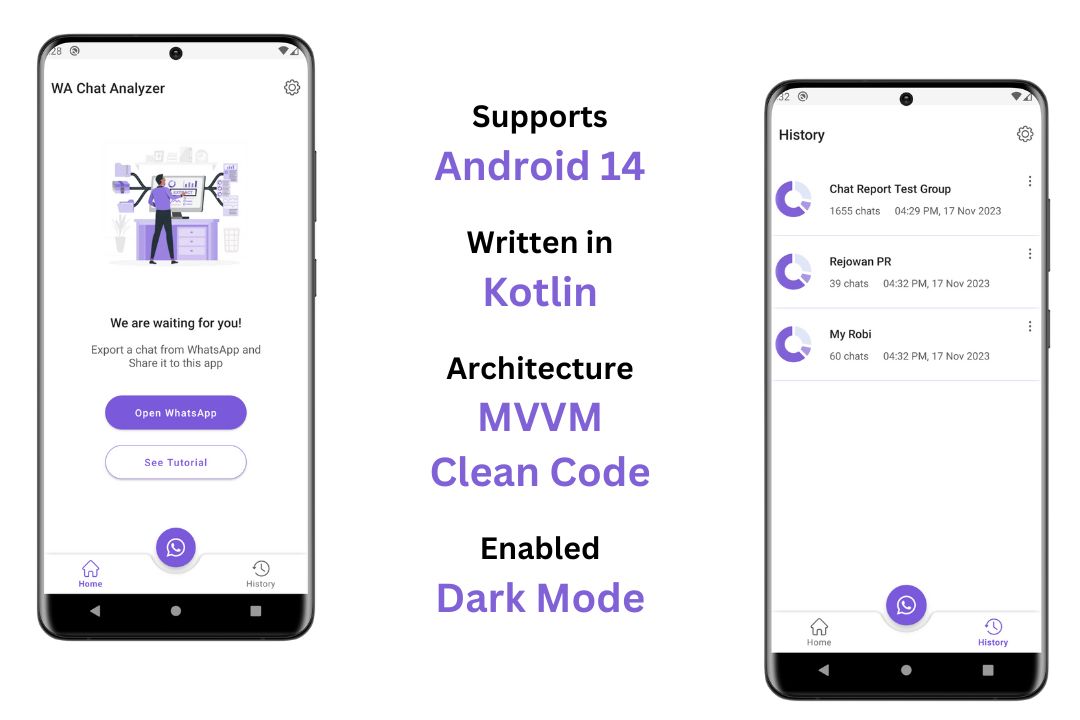 :28
WA Chat Analyzer
EXTRACT
We are waiting for you!
Export a chat from WhatsApp and
Share it to this app
Open WhatsApp
See Tutorial
Home
History
Supports
Android 14
Written in
Kotlin
Architecture
MVVM
Clean Code
Enabled
Dark Mode
:32
History
Chat Report Test Group
1655 chats 04:29 PM, 17 Nov 2023
Rejowan PR
39 chats 04:32 PM, 17 Nov 2023
My Robi
60 chats 04:32 PM, 17 Nov 2023
Home
History